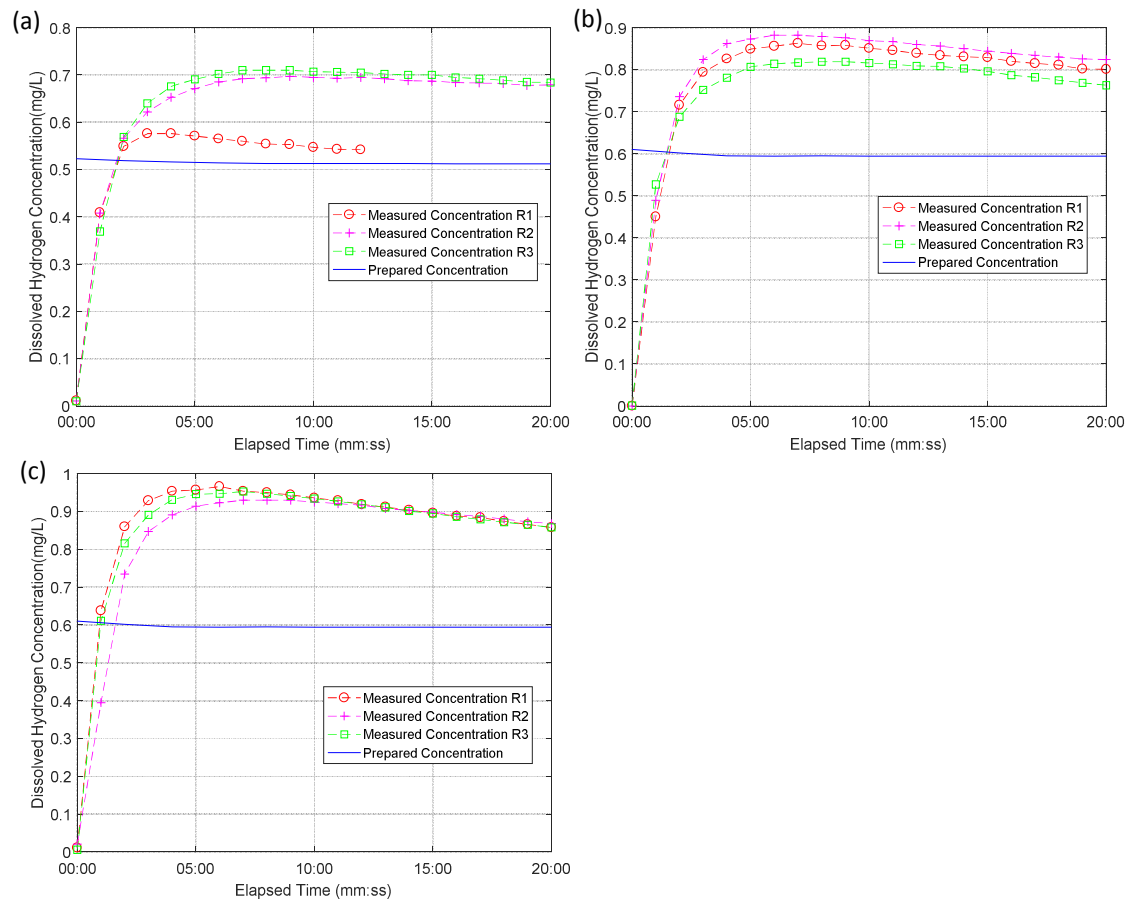 (a)
Dissolved Hydrogen Concentration(mg/L)
0.8
0.7
0.6
0.5
0.4
0.3
0.2
0.1
0
Measured Concentration R1
Measured Concentration R2
Measured Concentration R3
Prepared Concentration
00:00 05:00 10:00 15:00 20:00
Elapsed Time (mm:ss)
(b)
Dissolved Hydrogen Concentration(mg/L)
0.9
0.8
0.7
0.6
0.5
0.4
0.3
0.2
0.1
0
Measured Concentration R1
Measured Concentration R2
Measured Concentration R3
Prepared Concentration
00:00 05:00 10:00 15:00 20:00
Elapsed Time (mm:ss)
(c)
Dissolved Hydrogen Concentration(mg/L)
1
0.9
0.8
0.7
0.6
0.5
0.4
0.3
0.2
0.1
0
Measured Concentration R1
Measured Concentration R2
Measured Concentration R3
Prepared Concentration
00:00 05:00 10:00 15:00 20:00
Elapsed Time (mm:ss)